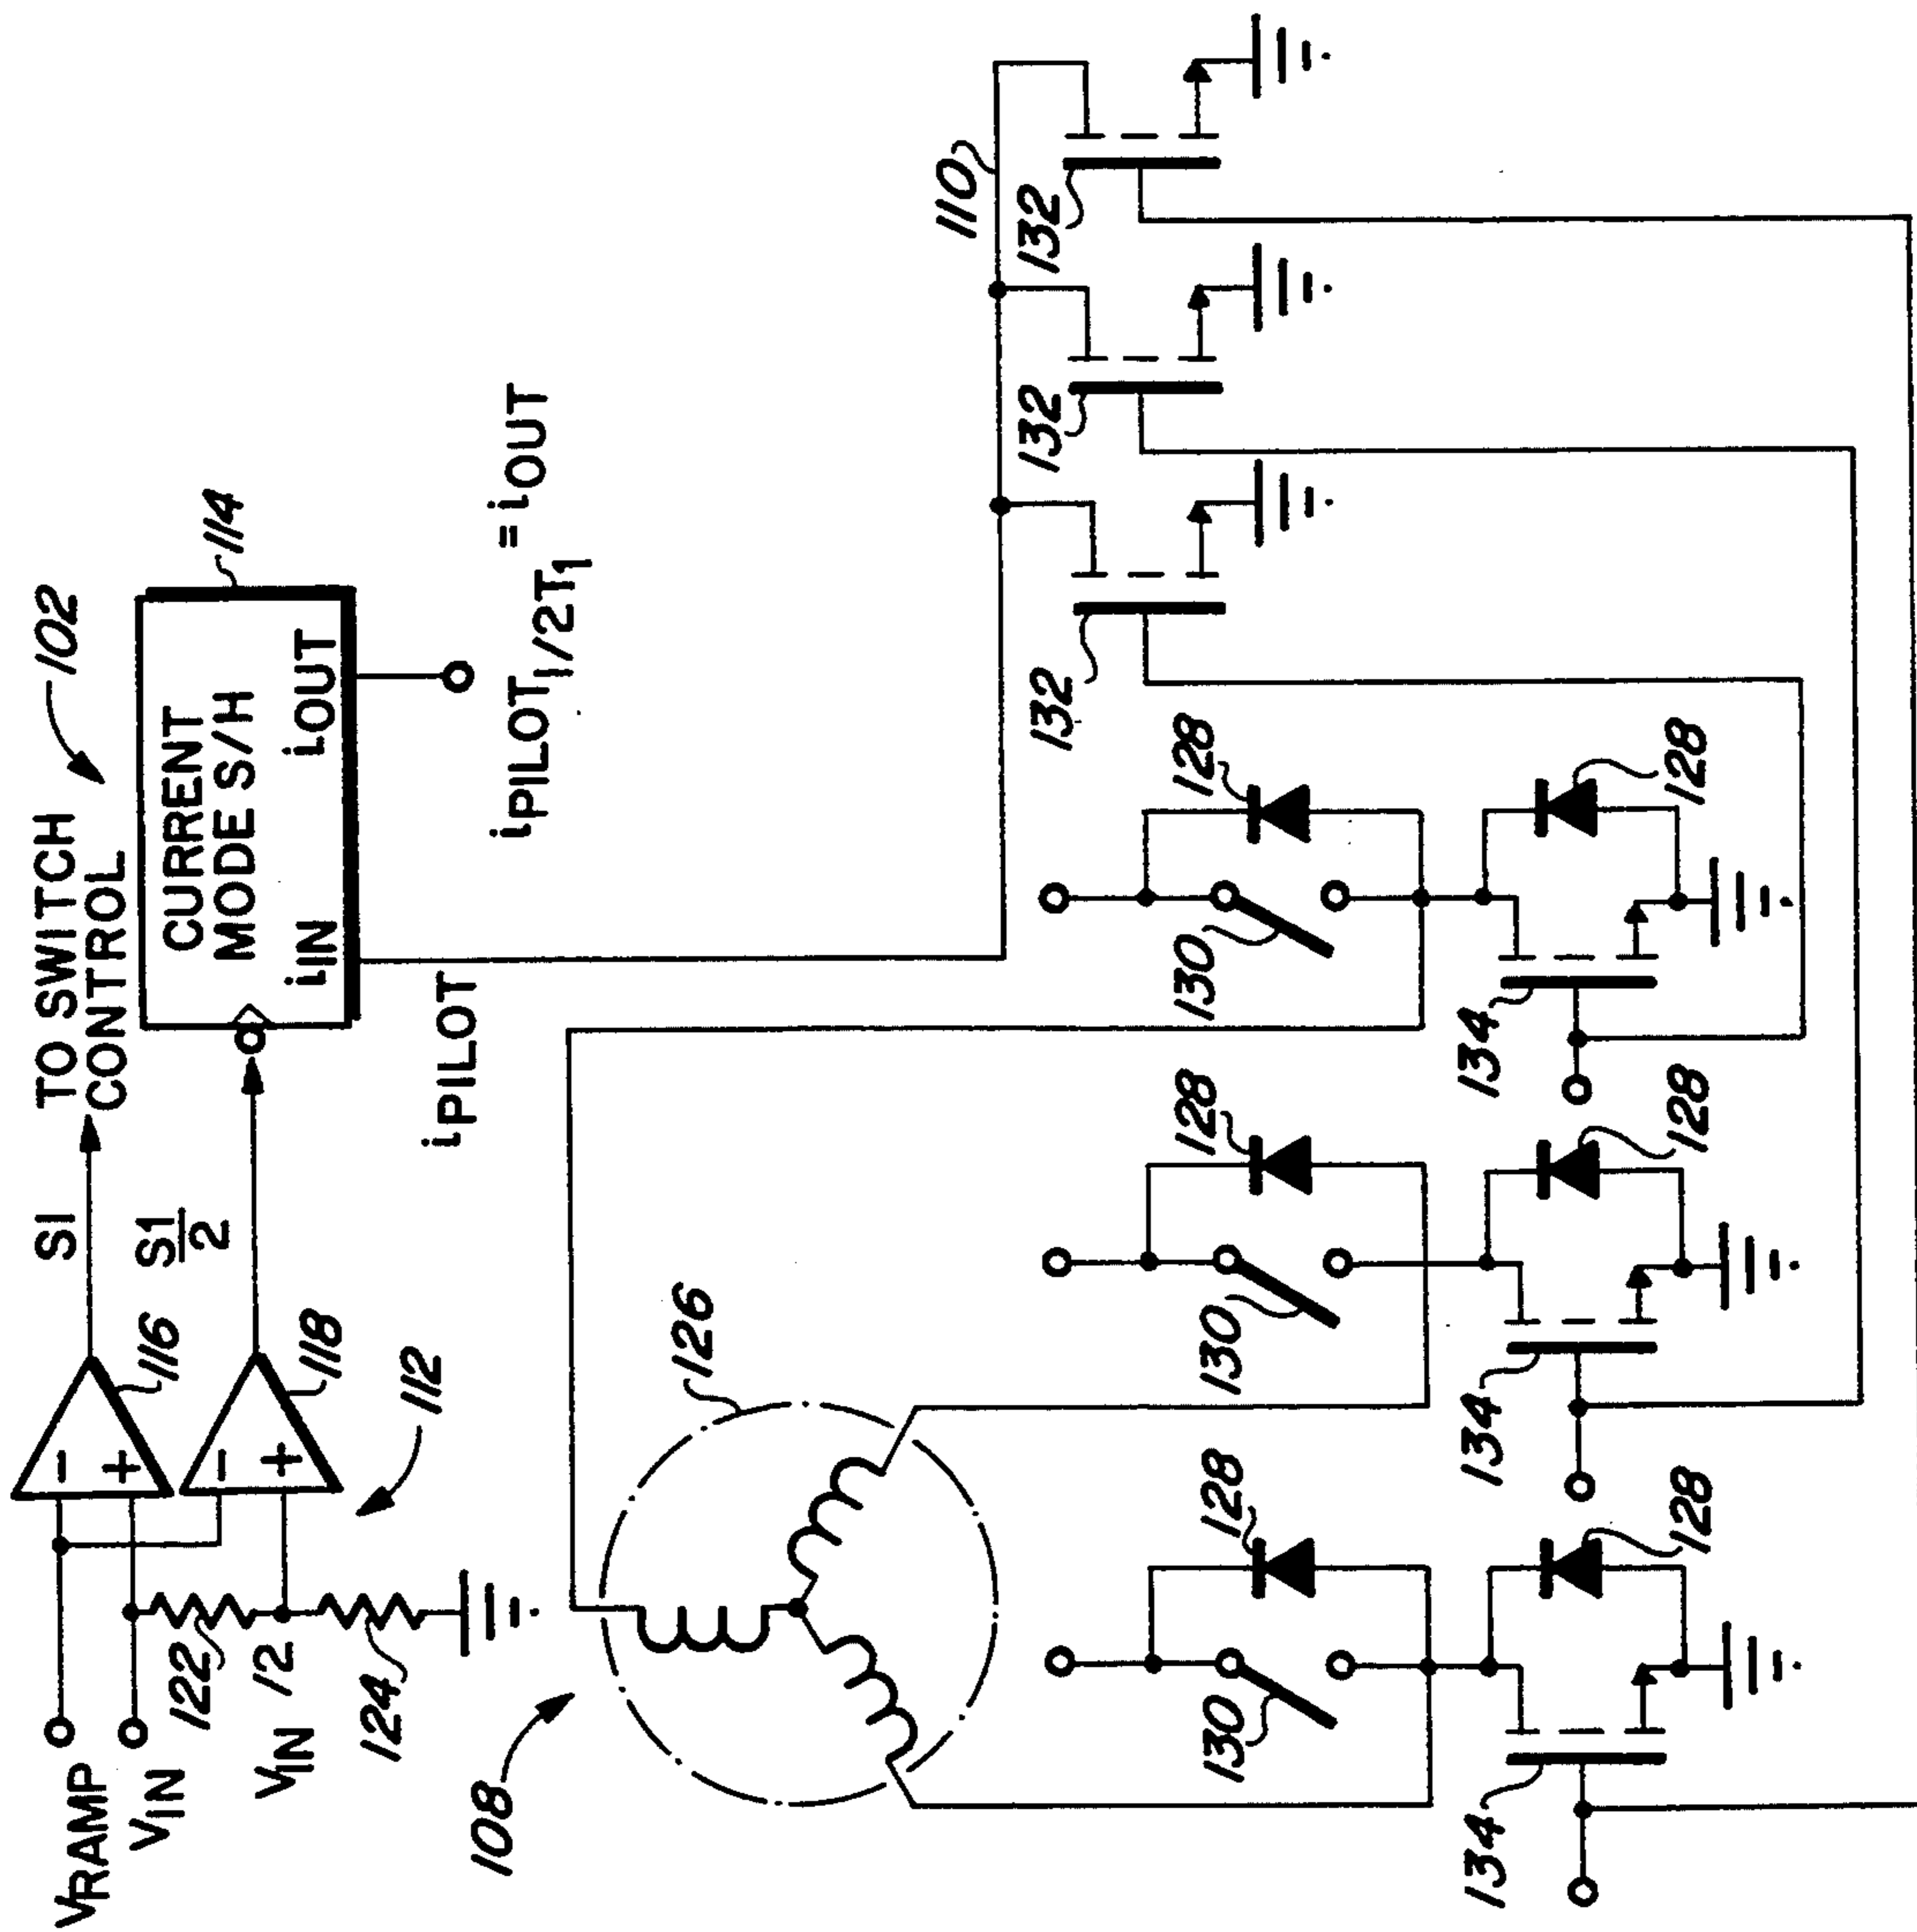 VRAMP
VIN
122
VIN /2
124
116
118
112
S1
S1
2
TO SWITCH
CONTROL
102
CURRENT
MODE S/H
iIN
iOUT
114
iPILOT
iPILOT1/2T1 = iOUT
108
126
110
132
132
132
130
128
134
128
130
128
134
128
130
128
134
128